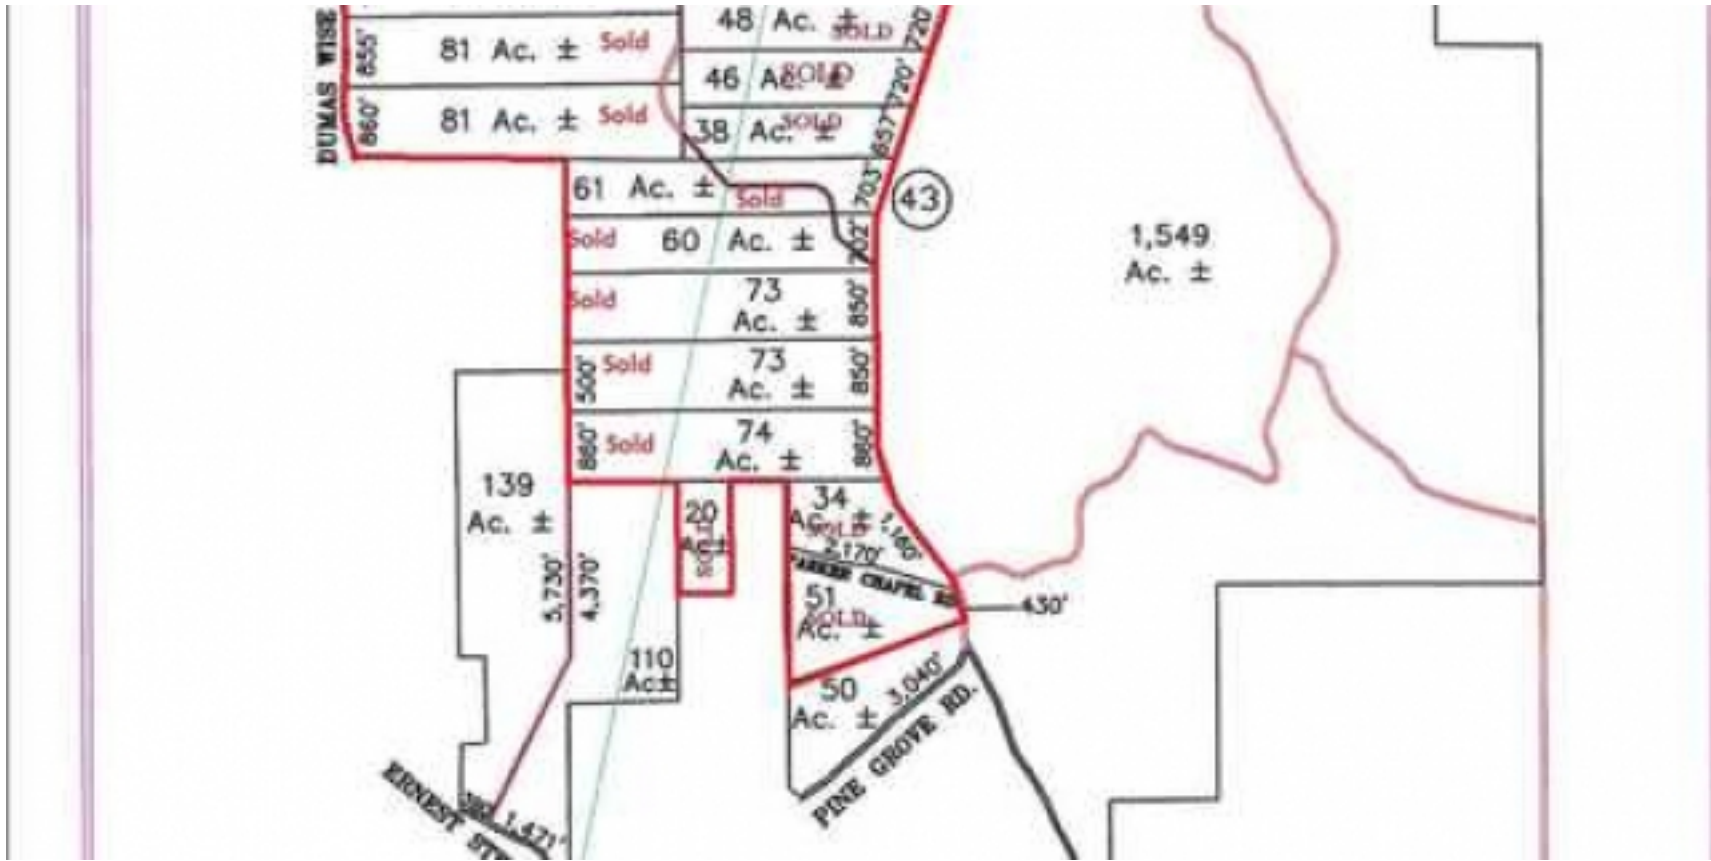 48 Ac. ±
SOLD
720'
855'
81 Ac. ±
Sold
46 Ac. ±
SOLD
720'
DUMAS WISE
860'
81 Ac. ±
Sold
38 Ac. ±
SOLD
657'
61 Ac. ±
Sold
703'
43
Sold
60 Ac. ±
702'
1,549
Ac. ±
Sold
73
Ac. ±
850'
500'
Sold
73
Ac. ±
850'
860'
Sold
74
Ac. ±
860'
139
Ac. ±
20
Ac±
SOLD
34
Ac. ±
SOLD
1,160'
2,170'
PARKER CHAPEL RD.
5,730'
4,370'
51
Ac. ±
SOLD
430'
110
Ac±
50
Ac. ±
3,040'
PINE GROVE RD.
ERNEST
1,471'